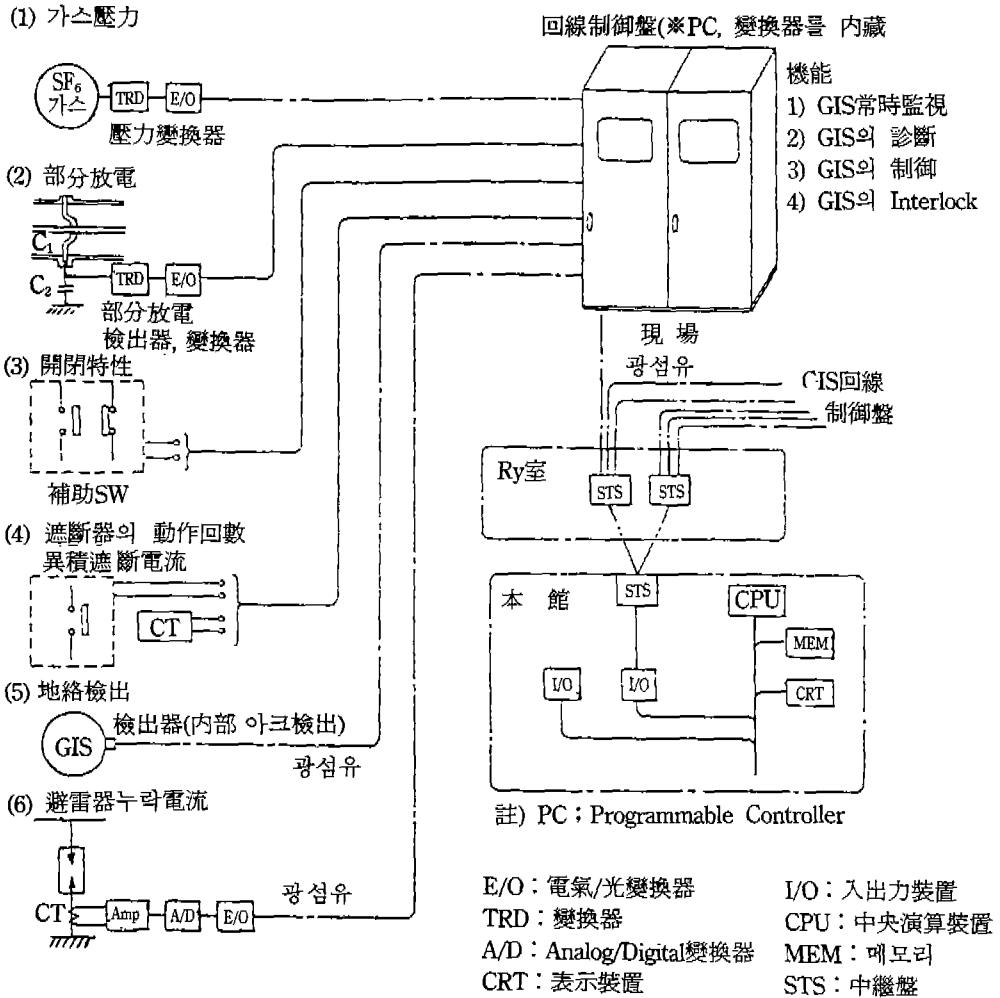 (1) 가스壓力
SF₆
가스
TRD
E/O
壓力變換器
(2) 部分放電
C₁
C₂
TRD
E/O
部分放電
檢出器, 變換器
(3) 開閉特性
補助SW
(4) 遮斷器의 動作回數
異積遮斷電流
CT
(5) 地絡檢出
GIS
檢出器(内部 아크檢出)
광섬유
(6) 避雷器누락電流
CT
Amp
A/D
E/O
광섬유
回線制御盤(※PC, 變換器를 内藏
機能
1) GIS常時監視
2) GIS의 診斷
3) GIS의 制御
4) GIS의 Interlock
現場
광섬유
GIS回線
制御盤
Ry室
STS
STS
本館
STS
CPU
MEM
I/O
I/O
CRT
註) PC ; Programmable Controller
E/O : 電氣/光變換器
TRD : 變換器
A/D : Analog/Digital變換器
CRT : 表示裝置
I/O : 入出力裝置
CPU : 中央演算裝置
MEM : 메모리
STS : 中繼盤